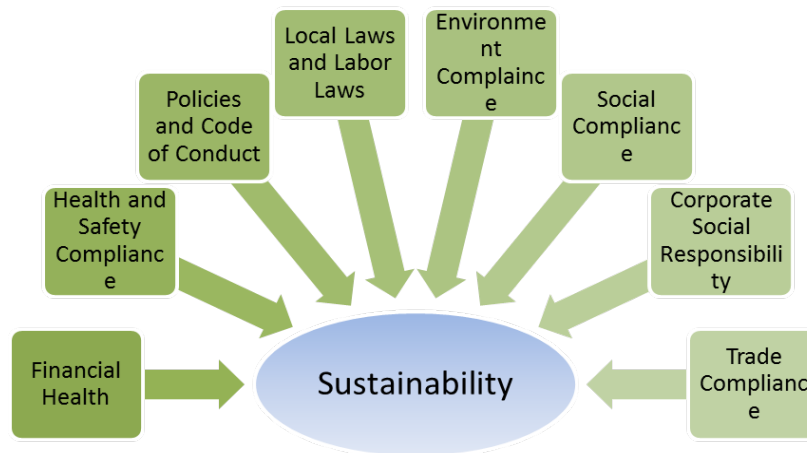 Financial
Health
Health and
Safety
Complianc
e
Policies
and Code
of Conduct
Local Laws
and Labor
Laws
Environme
nt
Complainc
e
Social
Complianc
e
Corporate
Social
Responsibili
ty
Trade
Complianc
e
Sustainability